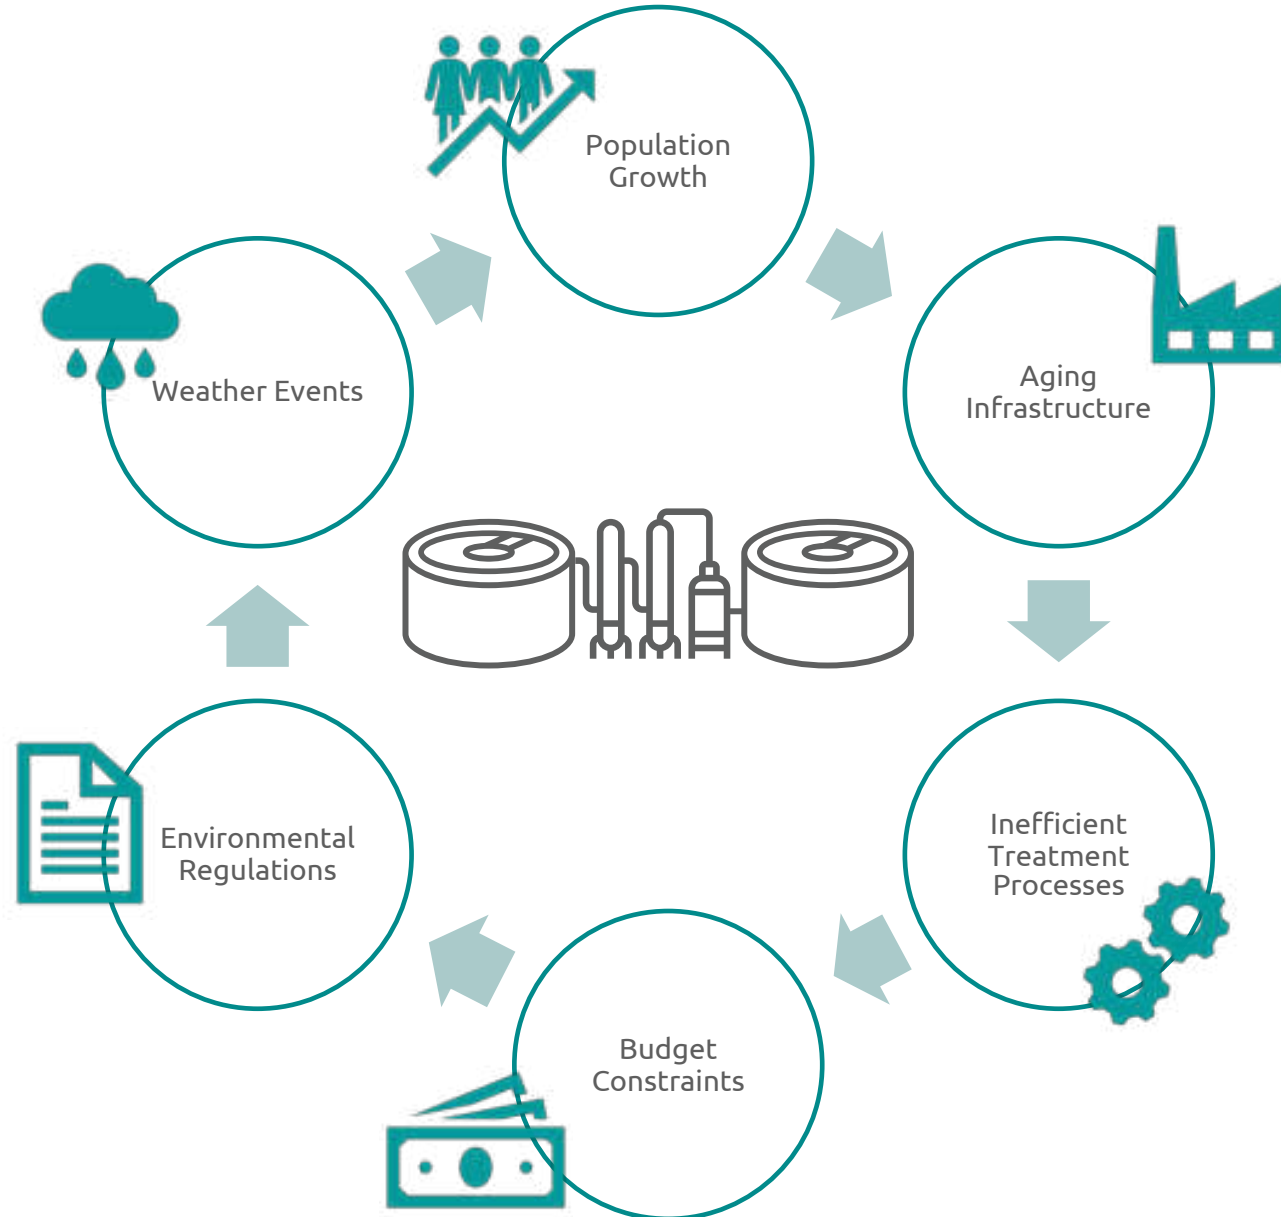 Population
Growth
Aging
Infrastructure
Inefficient
Treatment
Processes
Budget
Constraints
Environmental
Regulations
Weather Events